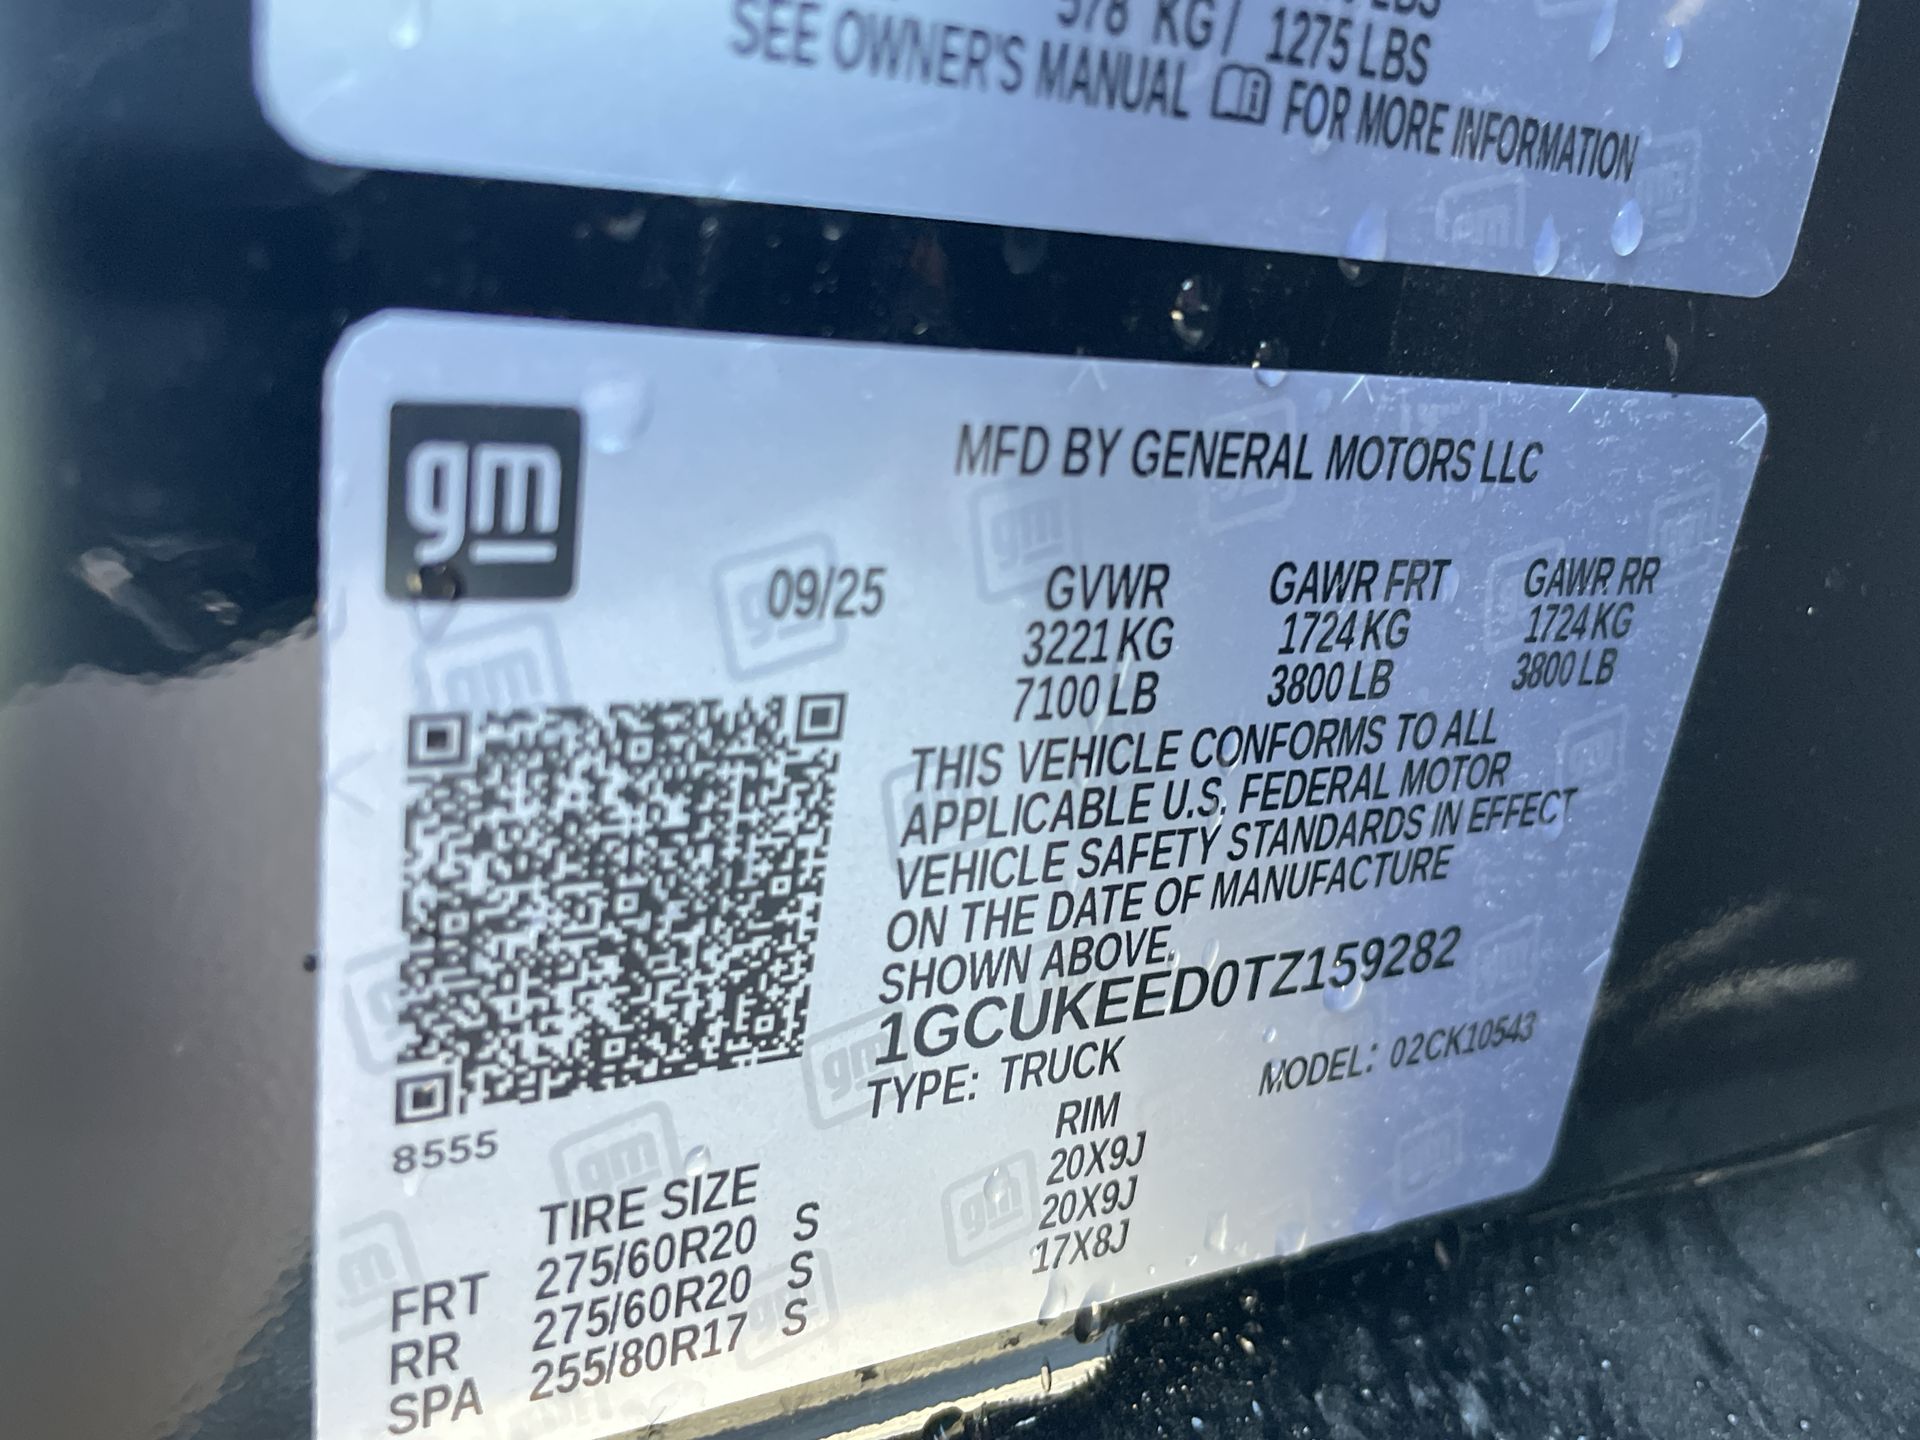 578 KG / 1275 LBS
SEE OWNER'S MANUAL FOR MORE INFORMATION
gm
MFD BY GENERAL MOTORS LLC
09/25 GVWR GAWR FRT GAWR RR
3221 KG 1724 KG 1724 KG
7100 LB 3800 LB 3800 LB
THIS VEHICLE CONFORMS TO ALL
APPLICABLE U.S. FEDERAL MOTOR
VEHICLE SAFETY STANDARDS IN EFFECT
ON THE DATE OF MANUFACTURE
SHOWN ABOVE.
1GCUKEED0TZ159282
TYPE: TRUCK MODEL: 02CK10543
8555
TIRE SIZE RIM
FRT 275/60R20 S 20X9J
RR 275/60R20 S 20X9J
SPA 255/80R17 S 17X8J